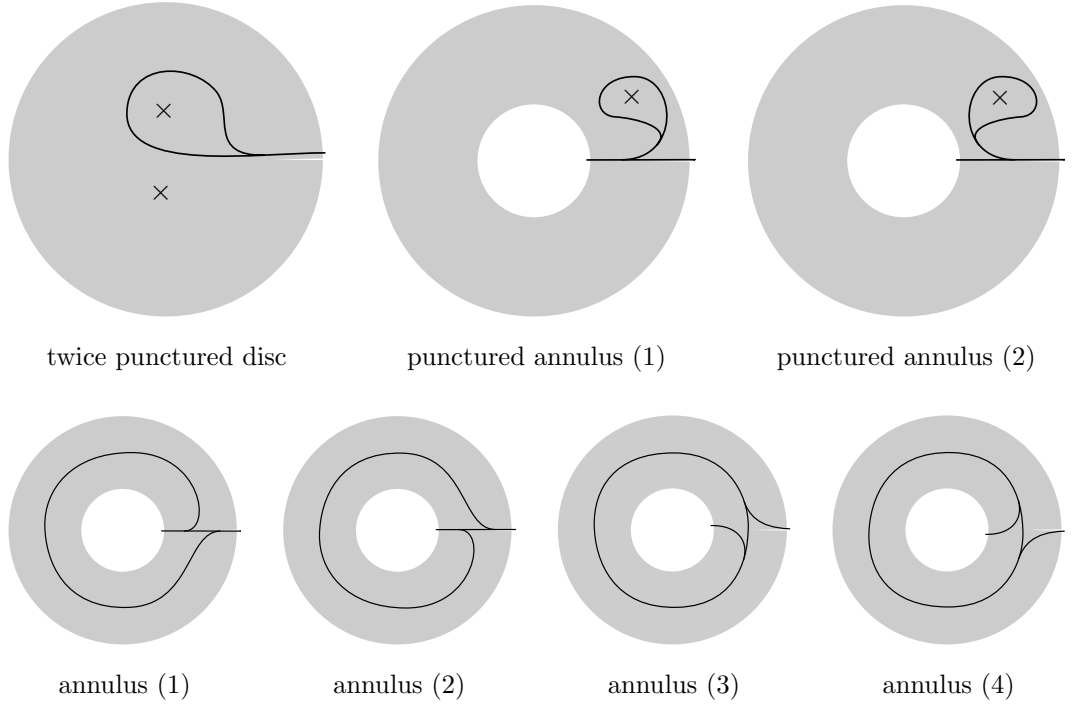 twice punctured disc
punctured annulus (1)
punctured annulus (2)
annulus (1)
annulus (2)
annulus (3)
annulus (4)